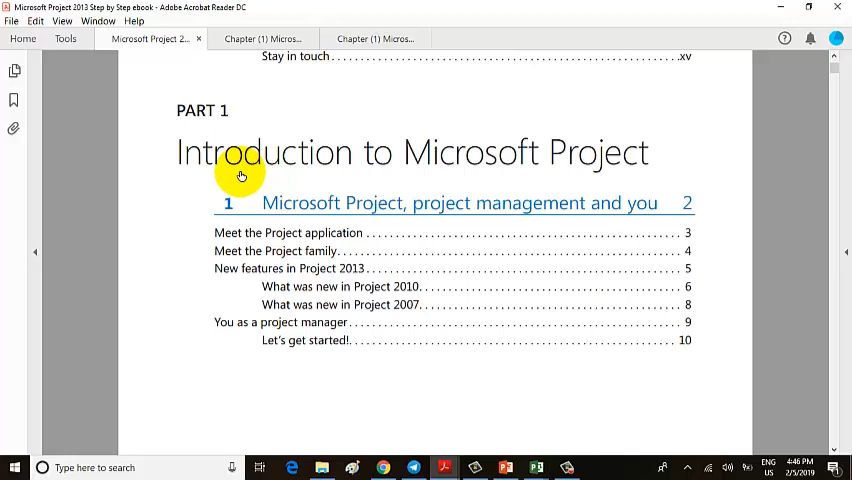 Microsoft Project 2013 Step by Step ebook - Adobe Acrobat Reader DC
File Edit View Window Help
Home Tools Microsoft Project 2... × Chapter (1) Micros... Chapter (1) Micros...
Stay in touch . . . . . . . . . . . . . . . . . . . . . . . . . . . . . . . . . . . . .xv
PART 1
Introduction to Microsoft Project
1 Microsoft Project, project management and you 2
Meet the Project application . . . . . . . . . . . . . . . . . . . . . . . . . . . . . . . . . 3
Meet the Project family. . . . . . . . . . . . . . . . . . . . . . . . . . . . . . . . . . . . 4
New features in Project 2013 . . . . . . . . . . . . . . . . . . . . . . . . . . . . . . . . . 5
What was new in Project 2010. . . . . . . . . . . . . . . . . . . . . . . . . . . . . 6
What was new in Project 2007. . . . . . . . . . . . . . . . . . . . . . . . . . . . . 8
You as a project manager . . . . . . . . . . . . . . . . . . . . . . . . . . . . . . . . . . . 9
Let's get started!. . . . . . . . . . . . . . . . . . . . . . . . . . . . . . . . . . . . 10
Type here to search
ENG 4:46 PM
US 2/5/2019